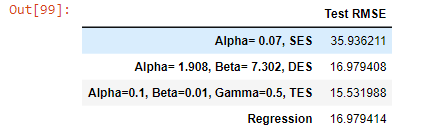 Out[99]:
Test RMSE
Alpha= 0.07, SES 35.936211
Alpha= 1.908, Beta= 7.302, DES 16.979408
Alpha=0.1, Beta=0.01, Gamma=0.5, TES 15.531988
Regression 16.979414